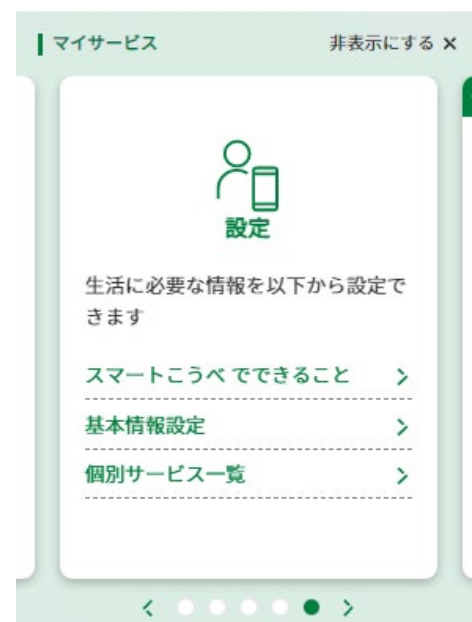 マイサービス
非表示にする ×
設定
生活に必要な情報を以下から設定で
きます
スマートこうべ でできること
基本情報設定
個別サービス一覧